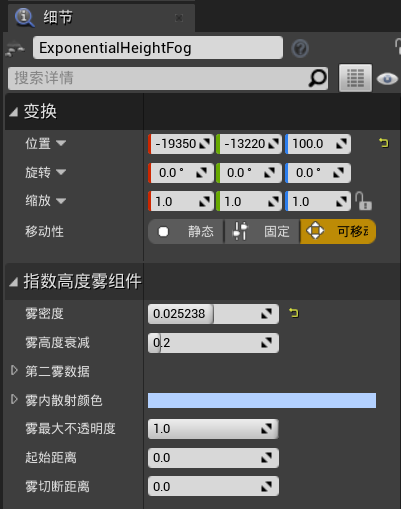 细节
ExponentialHeightFog
搜索详情
变换
位置 -19350 -13220 100.0
旋转 0.0 ° 0.0 ° 0.0 °
缩放 1.0 1.0 1.0
移动性 静态 固定 可移动
指数高度雾组件
雾密度 0.025238
雾高度衰减 0.2
第二雾数据
雾内散射颜色
雾最大不透明度 1.0
起始距离 0.0
雾切断距离 0.0